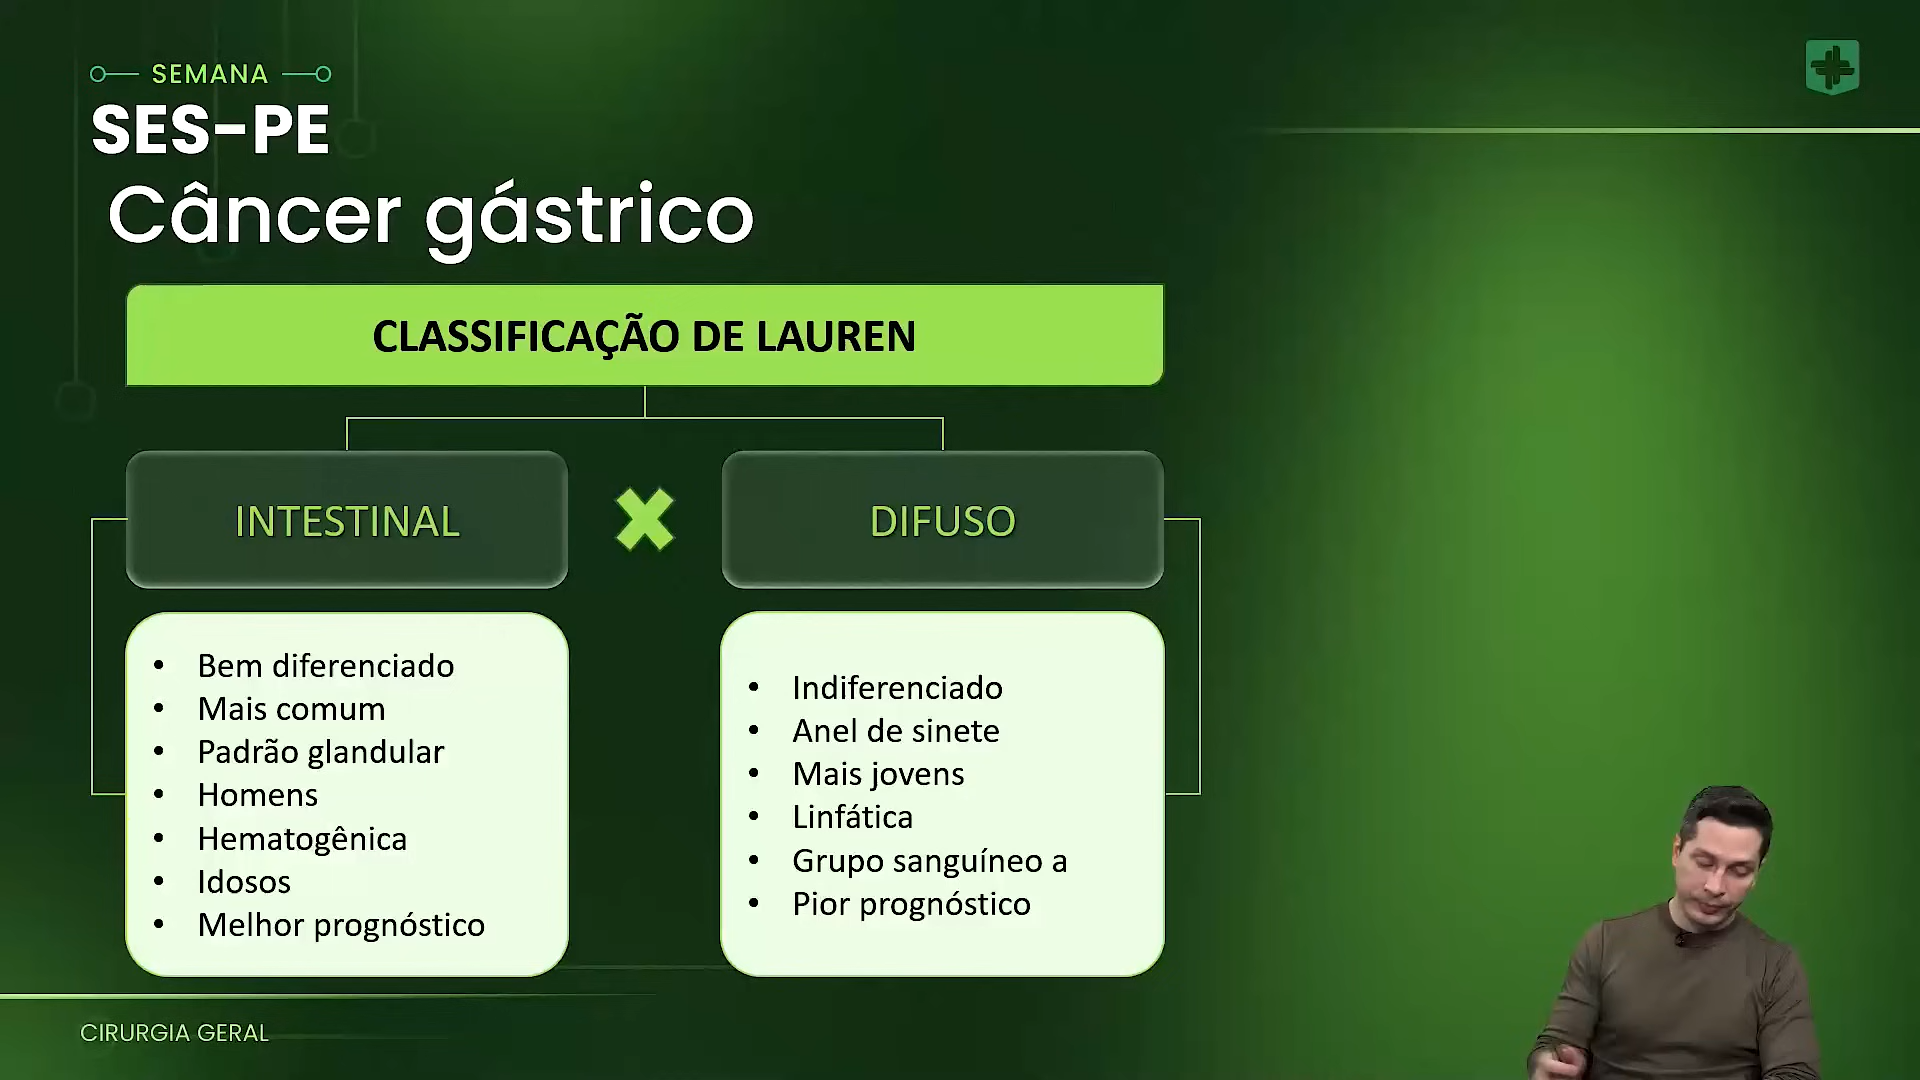 SEMANA
SES-PE
Câncer gástrico
CLASSIFICAÇÃO DE LAUREN
INTESTINAL
DIFUSO
• Bem diferenciado
• Mais comum
• Padrão glandular
• Homens
• Hematogênica
• Idosos
• Melhor prognóstico
• Indiferenciado
• Anel de sinete
• Mais jovens
• Linfática
• Grupo sanguíneo a
• Pior prognóstico
CIRURGIA GERAL